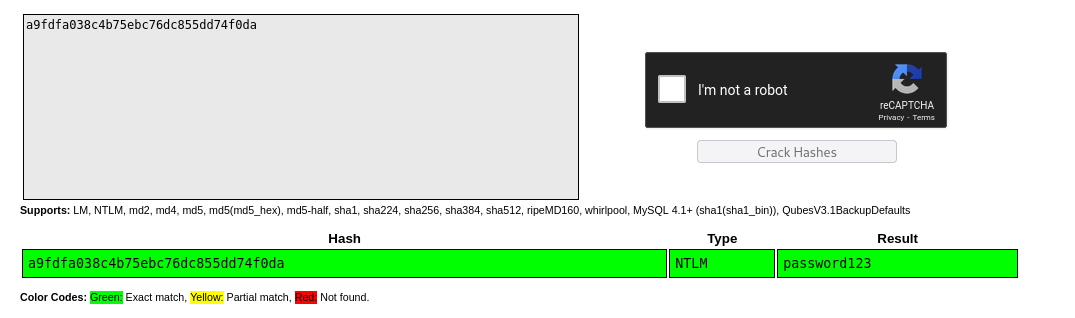 a9fdfa038c4b75ebc76dc855dd74f0da
I'm not a robot
reCAPTCHA
Privacy - Terms
Crack Hashes
Supports: LM, NTLM, md2, md4, md5, md5(md5_hex), md5-half, sha1, sha224, sha256, sha384, sha512, ripeMD160, whirlpool, MySQL 4.1+ (sha1(sha1_bin)), QubesV3.1BackupDefaults
Hash Type Result
a9fdfa038c4b75ebc76dc855dd74f0da NTLM password123
Color Codes: Green: Exact match, Yellow: Partial match, Red: Not found.